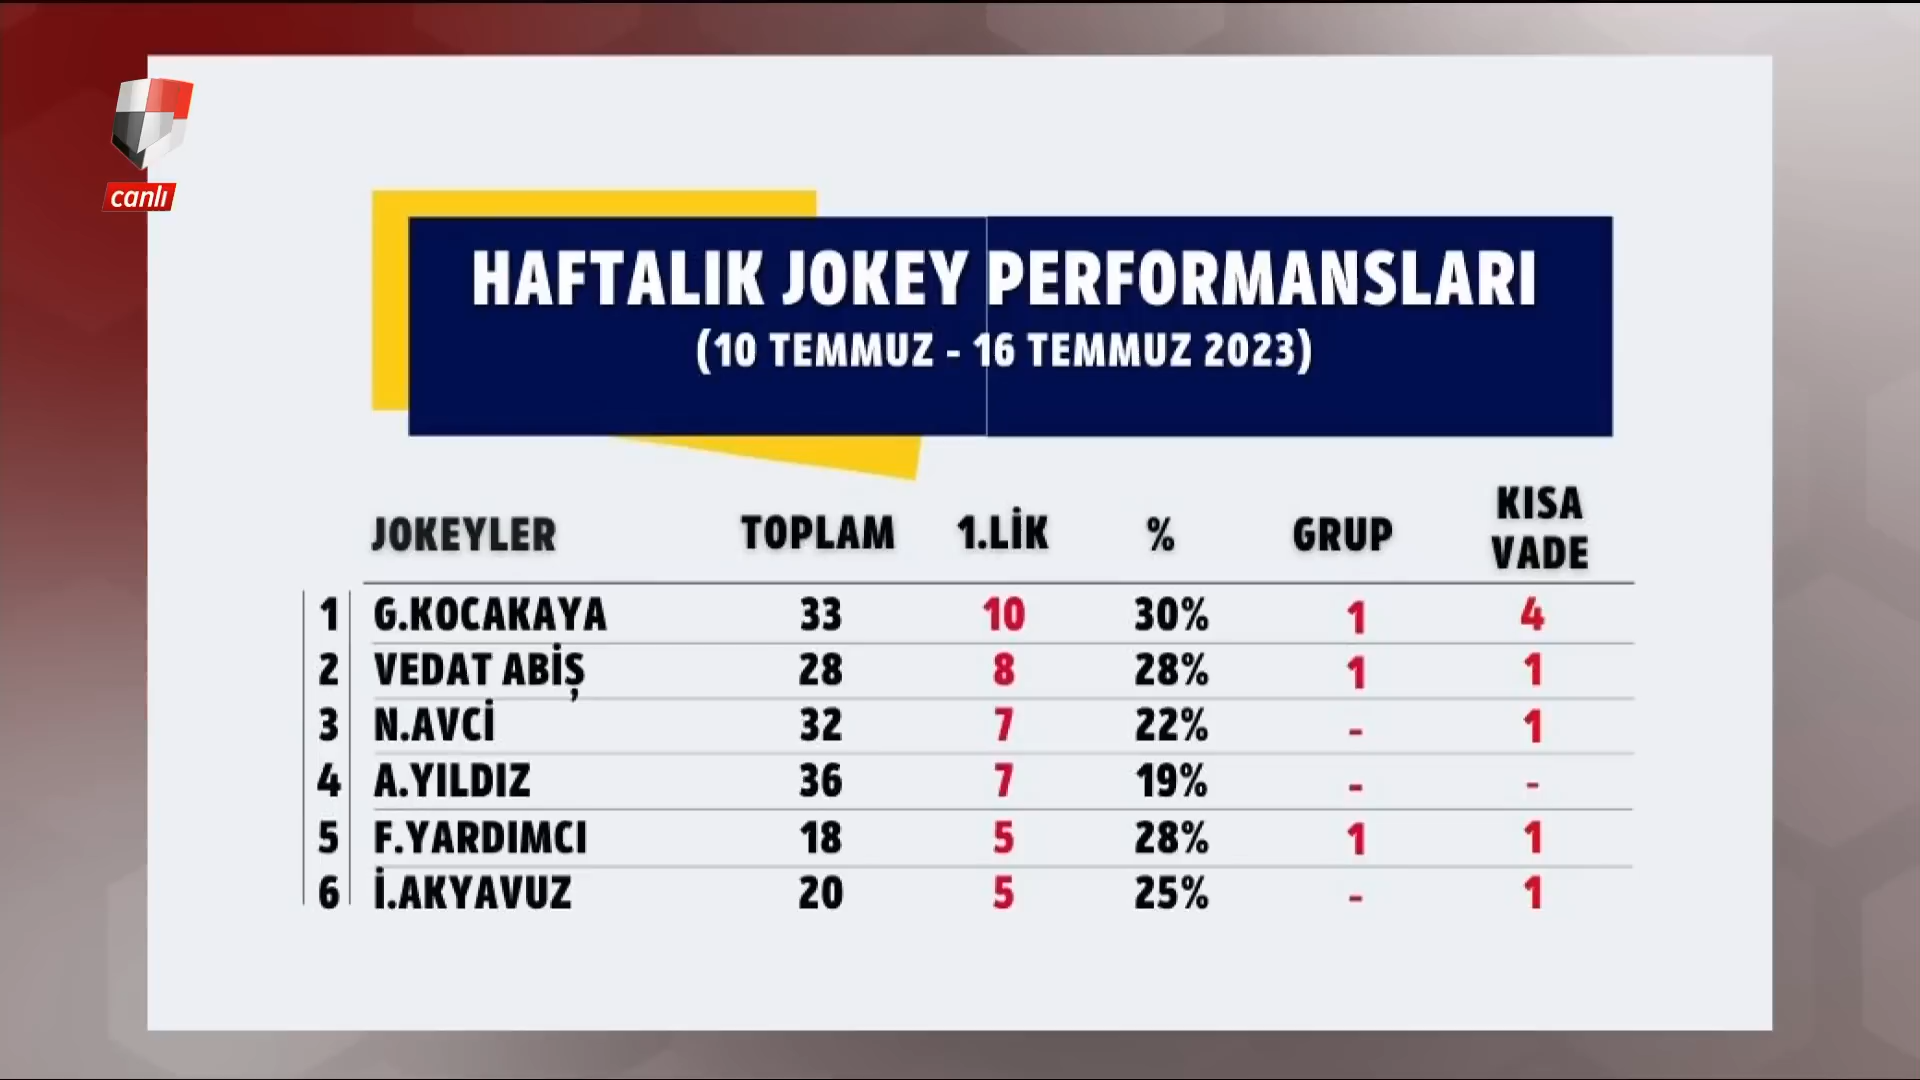 canlı
HAFTALIK JOKEY PERFORMANSLARI
(10 TEMMUZ - 16 TEMMUZ 2023)
JOKEYLER TOPLAM 1.LİK % GRUP KISA VADE
1 G.KOCAKAYA 33 10 30% 1 4
2 VEDAT ABİŞ 28 8 28% 1 1
3 N.AVCİ 32 7 22% - 1
4 A.YILDIZ 36 7 19% - -
5 F.YARDIMCI 18 5 28% 1 1
6 İ.AKYAVUZ 20 5 25% - 1